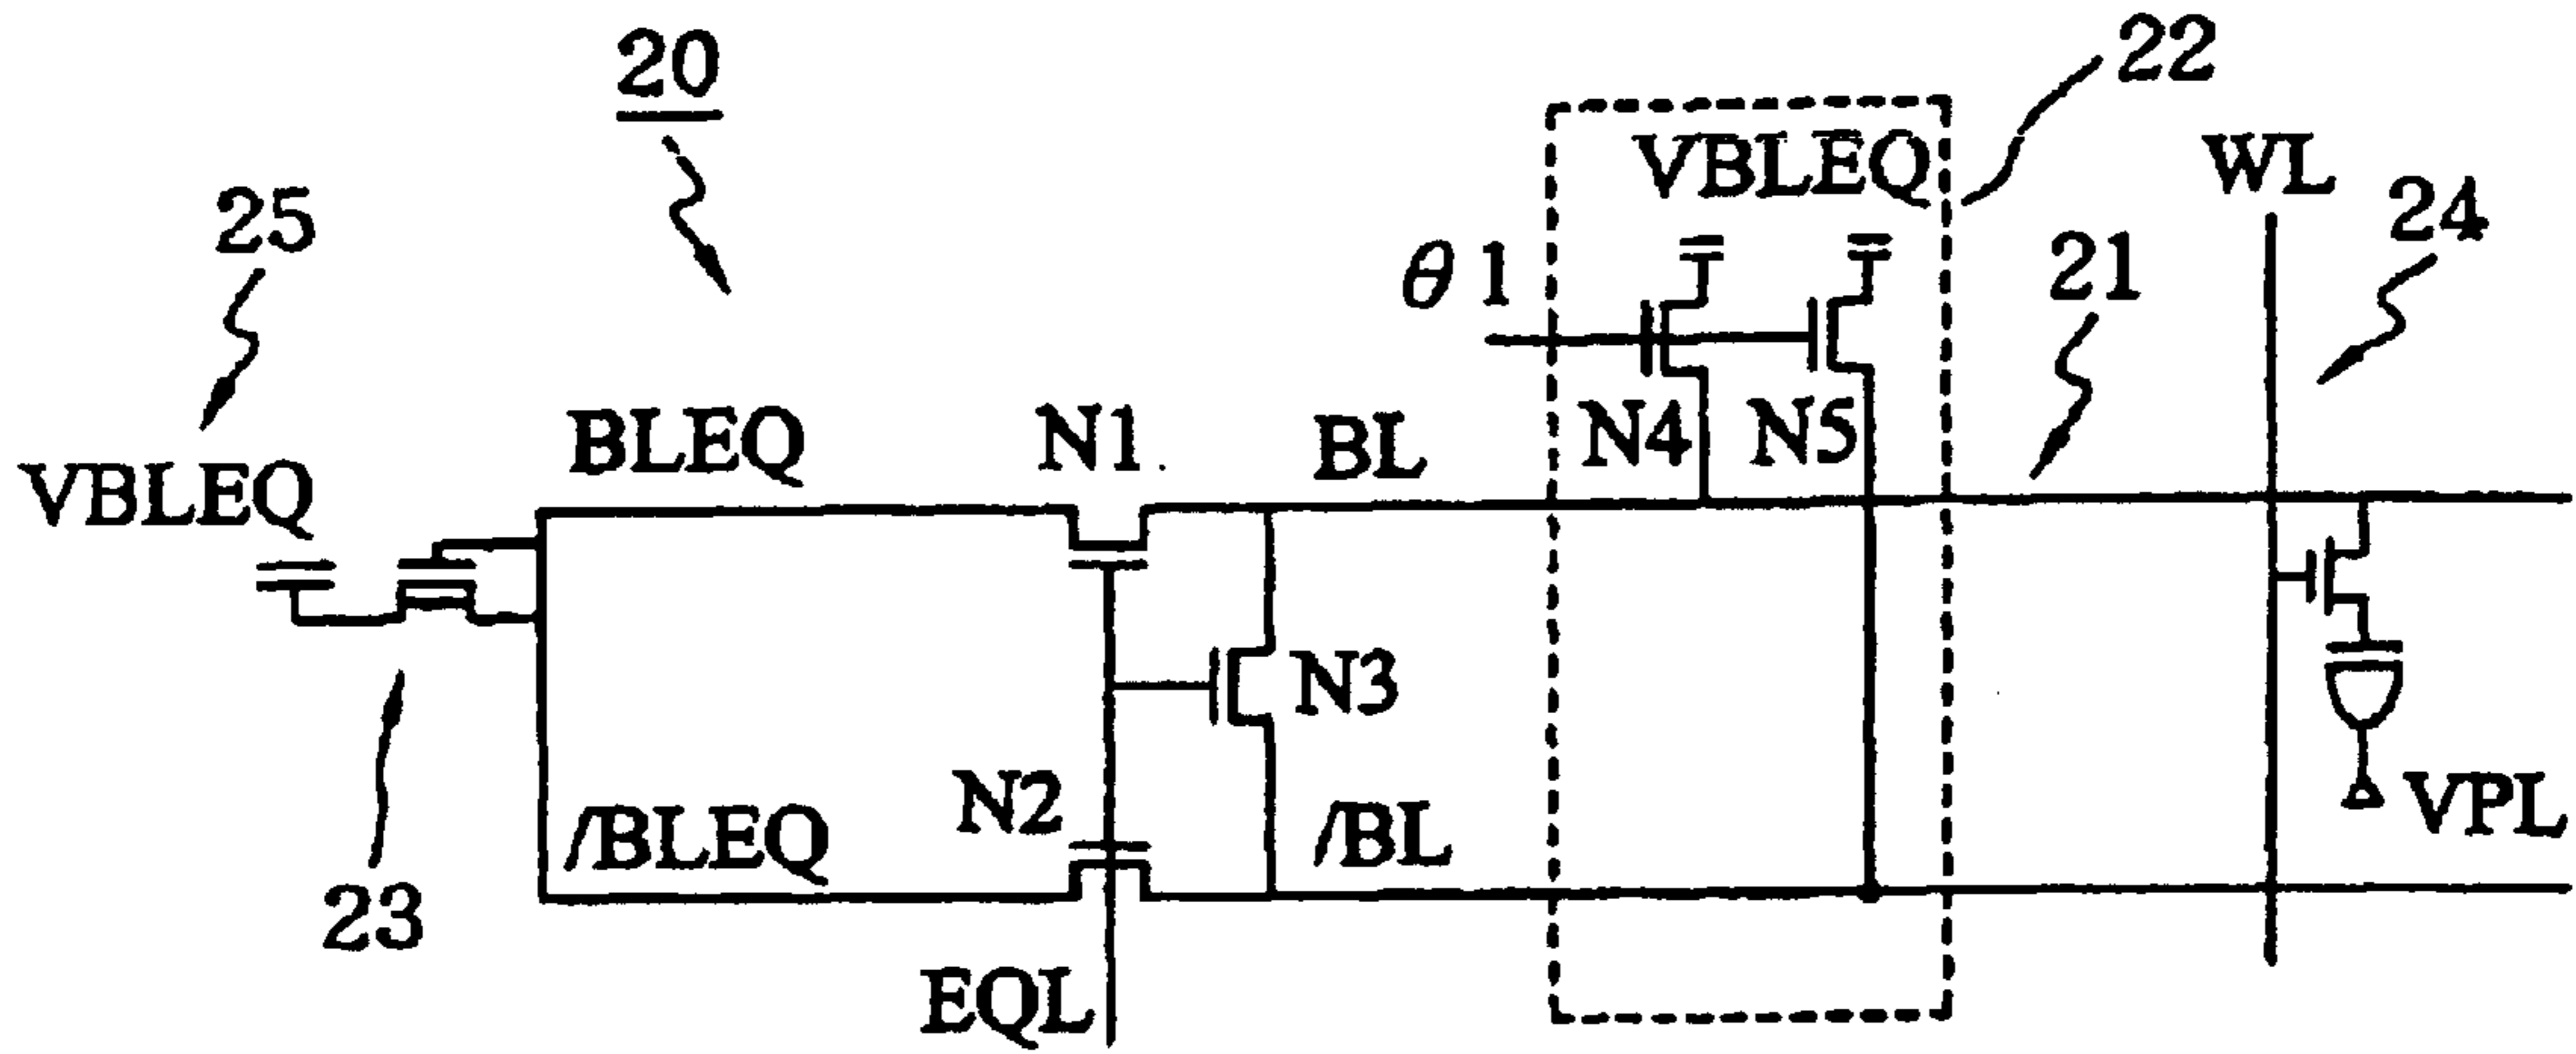 20
22
VBLEQ
WL
25
24
θ1
21
BLEQ
N1
BL
N4
N5
VBLEQ
N3
N2
/BLEQ
/BL
VPL
23
EQL